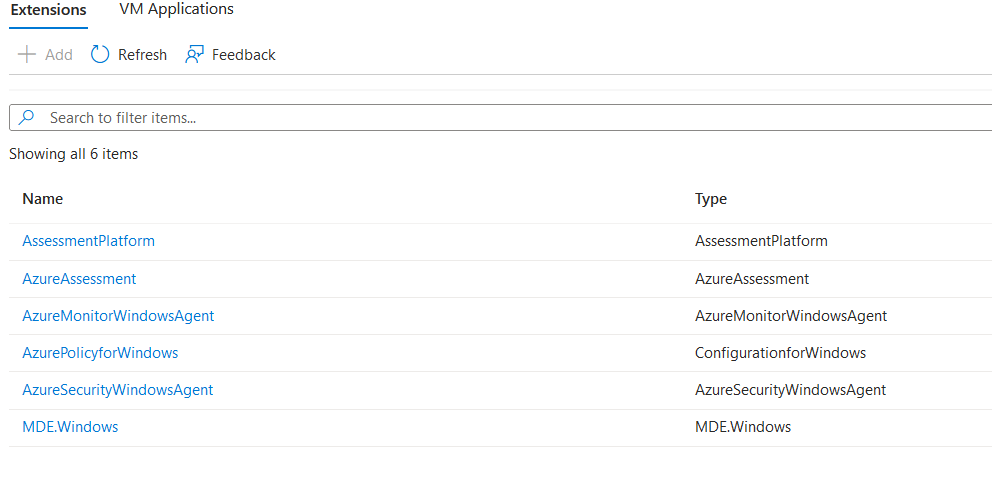 Extensions VM Applications
Add Refresh Feedback
Search to filter items...
Showing all 6 items
Name Type
AssessmentPlatform AssessmentPlatform
AzureAssessment AzureAssessment
AzureMonitorWindowsAgent AzureMonitorWindowsAgent
AzurePolicyforWindows ConfigurationforWindows
AzureSecurityWindowsAgent AzureSecurityWindowsAgent
MDE.Windows MDE.Windows